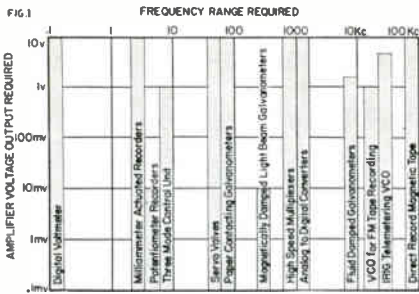 FIG.1
FREQUENCY RANGE REQUIRED
.1 1 10 100 1000 10Kc 100 Kc
AMPLIFIER VOLTAGE OUTPUT REQUIRED
10v
1v
100mv
10mv
1mv
.1mv
Digital Voltmeter
Milliammeter Actuated Recorders
Potentiometer Recorders
Three Mode Control Unit
Servo Valves
Paper Contacting Galvanometers
Magnetically Damped Light Beam Galvanometers
High Speed Multiplexers
Analog to Digital Converters
Fluid Damped Galvanometers
VCO for FM Tape Recording
IRIG Telemetering VCO
Direct Record Magnetic Tape